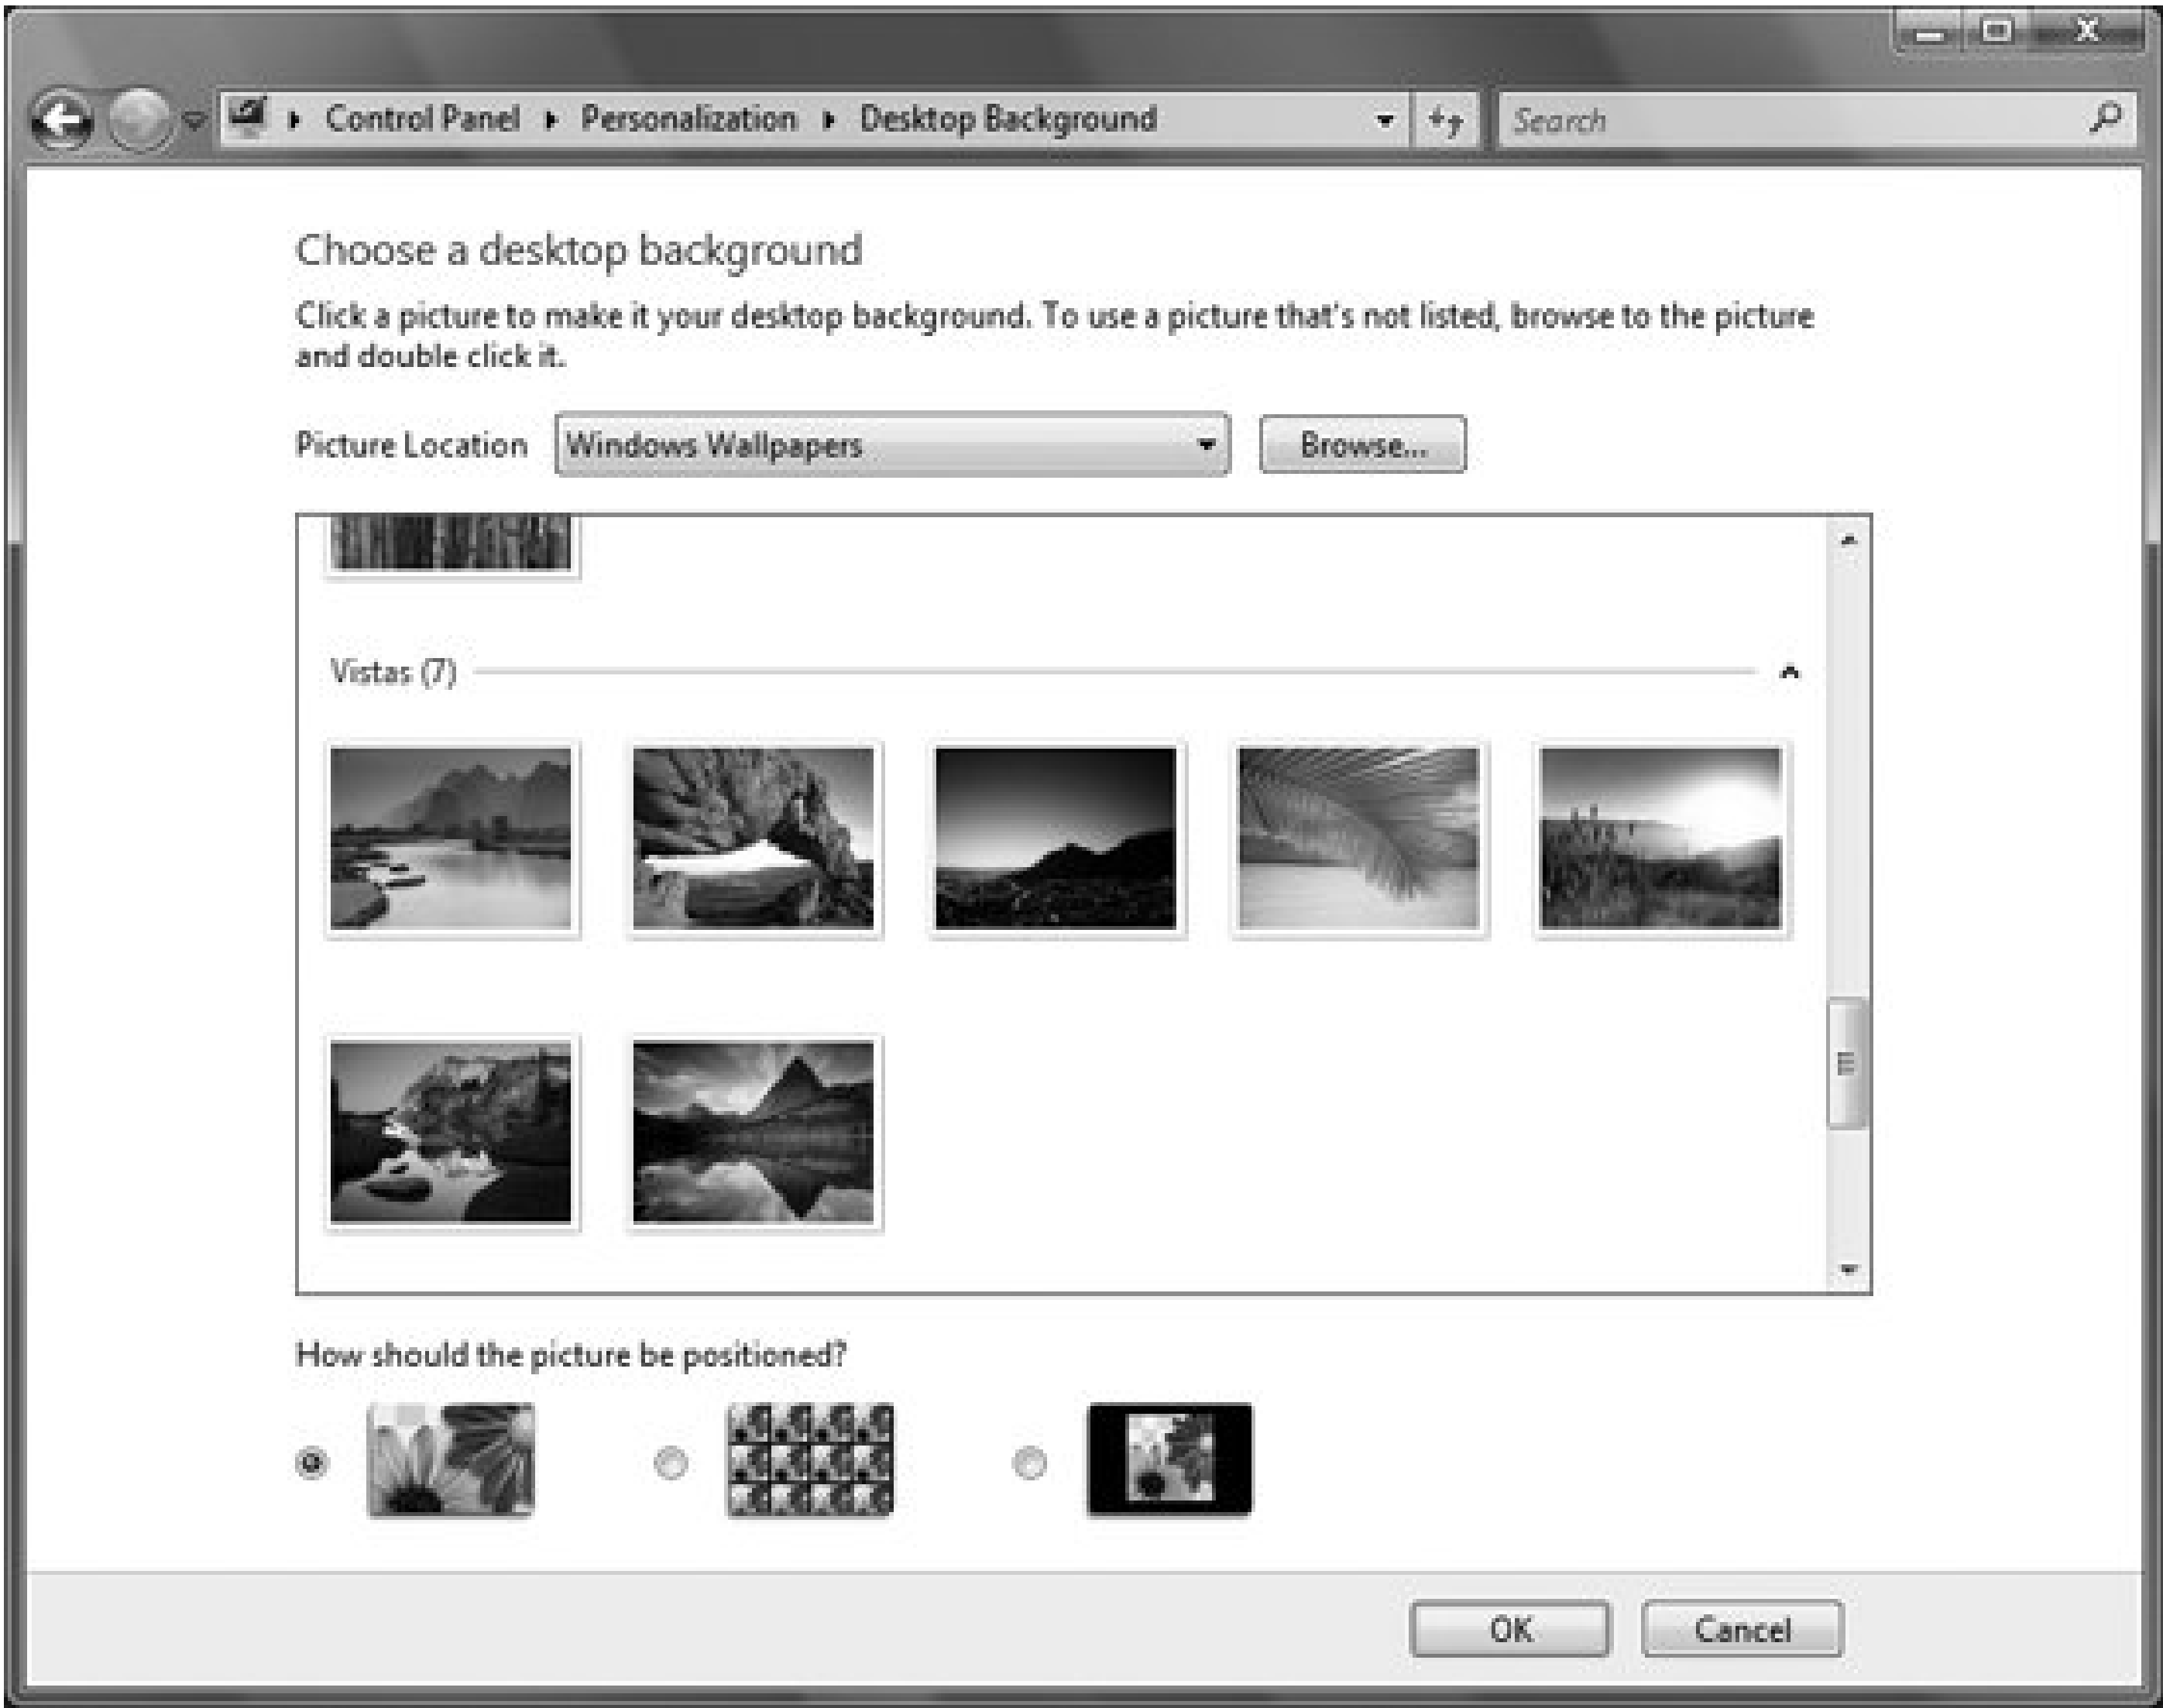 Control Panel Personalization Desktop Background Search
Choose a desktop background
Click a picture to make it your desktop background. To use a picture that's not listed, browse to the picture
and double click it.
Picture Location Windows Wallpapers Browse...
Vistas (7)
How should the picture be positioned?
OK Cancel